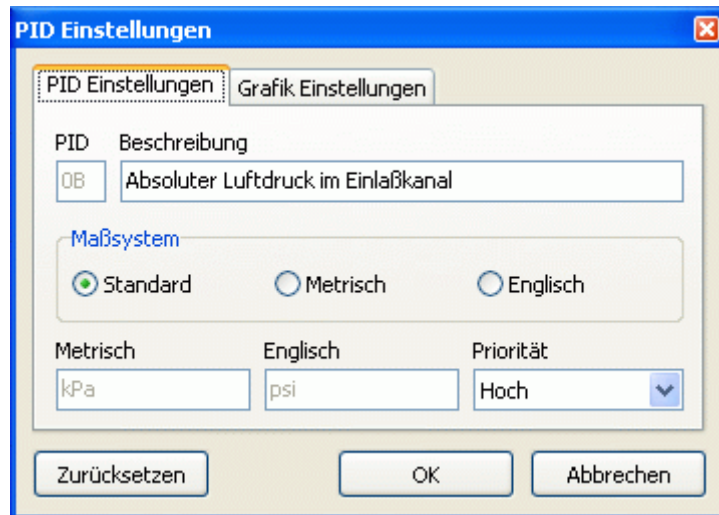 PID Einstellungen
PID Einstellungen Grafik Einstellungen
PID Beschreibung
0B Absoluter Luftdruck im Einlaßkanal
Maßsystem
Standard Metrisch Englisch
Metrisch Englisch Priorität
kPa psi Hoch
Zurücksetzen OK Abbrechen